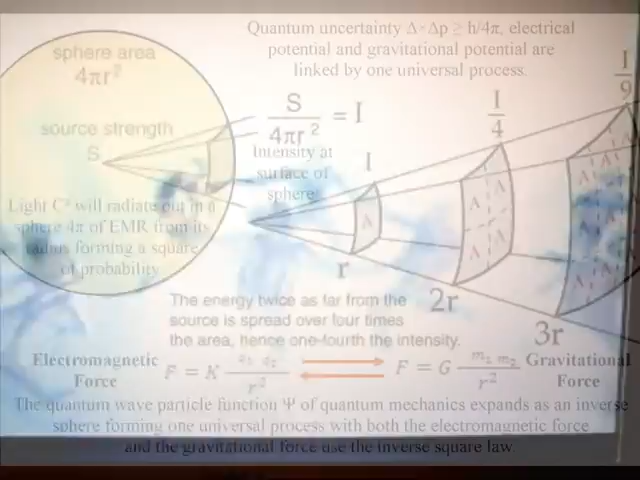 Quantum uncertainty Δ×Δp ≥ h/4π, electrical
potential and gravitational potential are
linked by one universal process.
sphere area
4πr²
source strength
S
S / 4πr² = I
Intensity at
surface of
sphere
Light C² will radiate out in a
sphere 4π of EMR from its
radius forming a square
of probability
I
I/4
I/9
A
A A
A A
A A A
r
2r
3r
The energy twice as far from the
source is spread over four times
the area, hence one-fourth the intensity.
Electromagnetic
Force
F = K / r²
F = G m₁ m₂ / r²
Gravitational
Force
The quantum wave particle function Ψ of quantum mechanics expands as an inverse
sphere forming one universal process with both the electromagnetic force
and the gravitational force use the inverse square law.